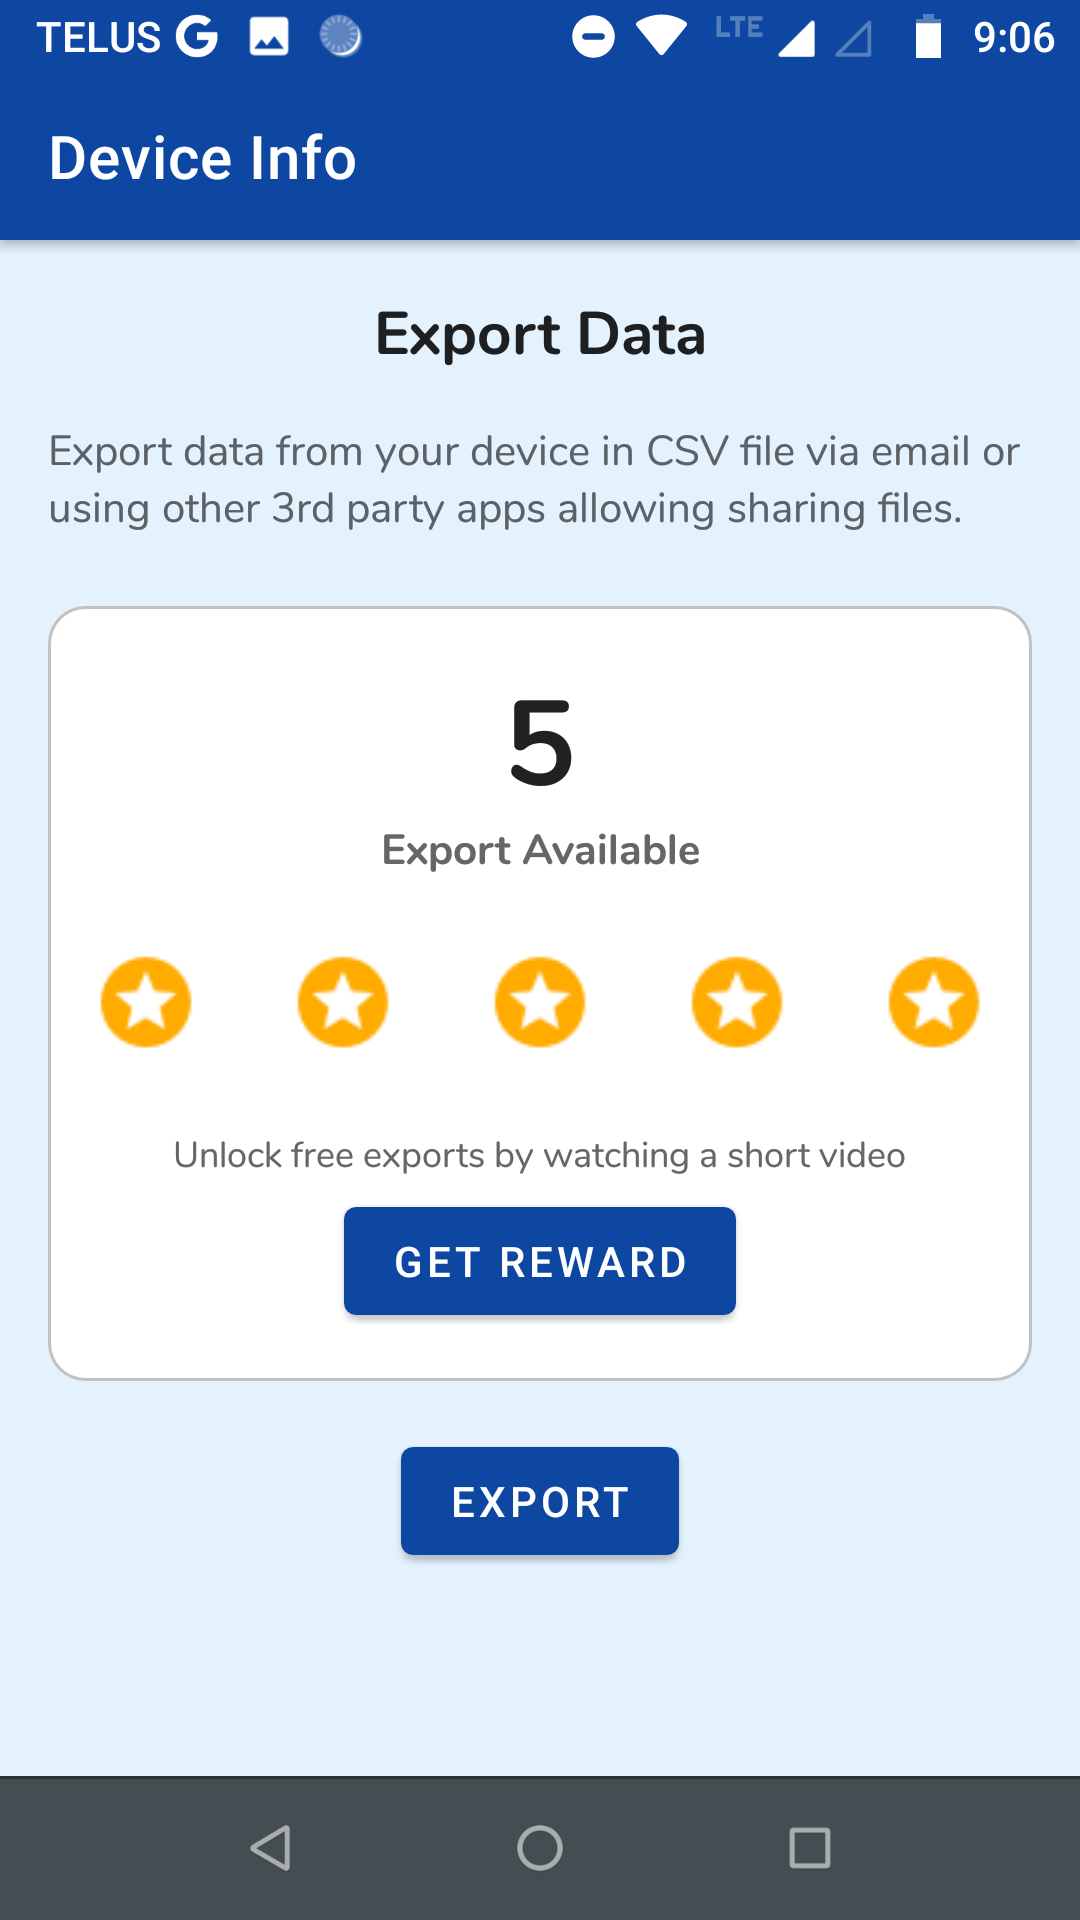 TELUS LTE 9:06
Device Info
Export Data
Export data from your device in CSV file via email or
using other 3rd party apps allowing sharing files.
5
Export Available
Unlock free exports by watching a short video
GET REWARD
EXPORT